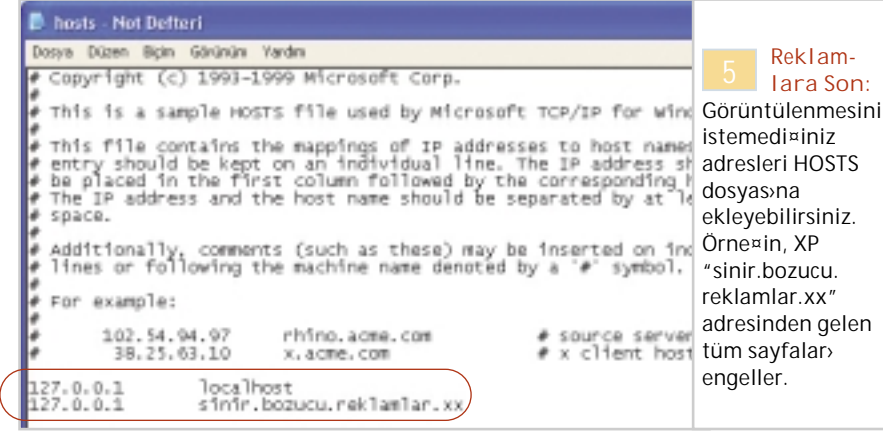 hosts - Not Defteri
Dosya Düzen Biçim Görünüm Yardım
# Copyright (c) 1993-1999 Microsoft Corp.
#
# This is a sample HOSTS file used by Microsoft TCP/IP for Wind
#
# This file contains the mappings of IP addresses to host names
# entry should be kept on an individual line. The IP address sh
# be placed in the first column followed by the corresponding h
# The IP address and the host name should be separated by at le
# space.
#
# Additionally, comments (such as these) may be inserted on ind
# lines or following the machine name denoted by a '#' symbol.
#
# For example:
#
# 102.54.94.97 rhino.acme.com # source server
# 38.25.63.10 x.acme.com # x client host
127.0.0.1 localhost
127.0.0.1 sinir.bozucu.reklamlar.xx
5 Reklam-
lara Son:
Görüntülenmesini
istemedi¤iniz
adresleri HOSTS
dosyas›na
ekleyebilirsiniz.
Örne¤in, XP
"sinir.bozucu.
reklamlar.xx"
adresinden gelen
tüm sayfalar›
engeller.